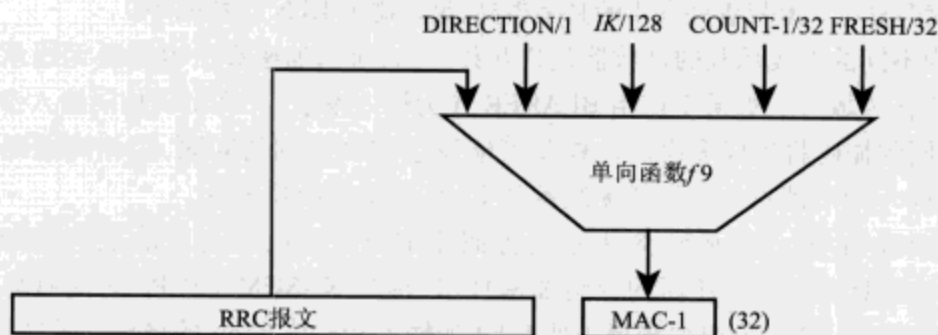 DIRECTION/1 IK/128 COUNT-1/32 FRESH/32
单向函数f9
RRC报文 MAC-1 (32)